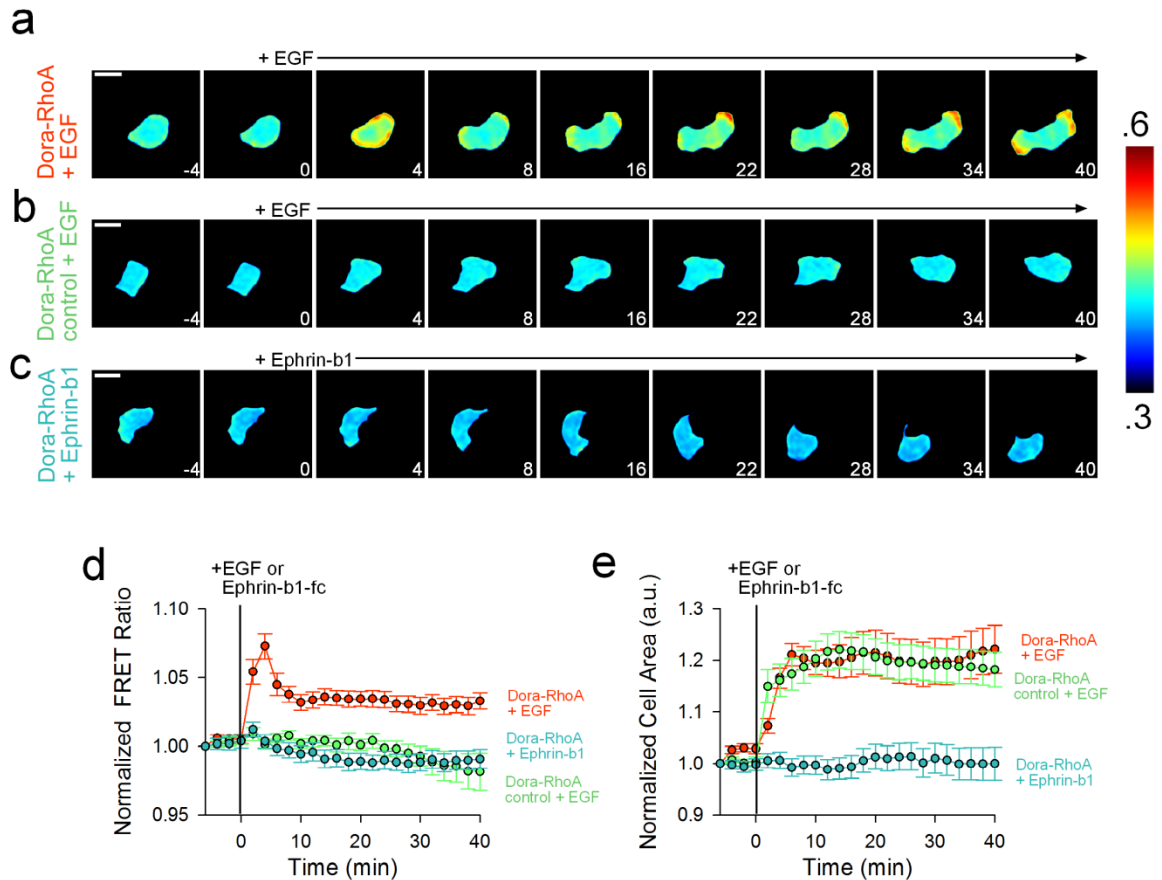 a
+ EGF
Dora-RhoA
+ EGF
-4
0
4
8
16
22
28
34
40
b
+ EGF
Dora-RhoA
control + EGF
-4
0
4
8
16
22
28
34
40
c
+ Ephrin-b1
Dora-RhoA
+ Ephrin-b1
-4
0
4
8
16
22
28
34
40
.6
.3
d
+EGF or
Ephrin-b1-fc
Normalized FRET Ratio
1.10
1.05
1.00
0.95
0
10
20
30
40
Time (min)
Dora-RhoA
+ EGF
Dora-RhoA
+ Ephrin-b1
Dora-RhoA
control + EGF
e
+EGF or
Ephrin-b1-fc
Normalized Cell Area (a.u.)
1.3
1.2
1.1
1.0
0.9
0
10
20
30
40
Time (min)
Dora-RhoA
+ EGF
Dora-RhoA
control + EGF
Dora-RhoA
+ Ephrin-b1